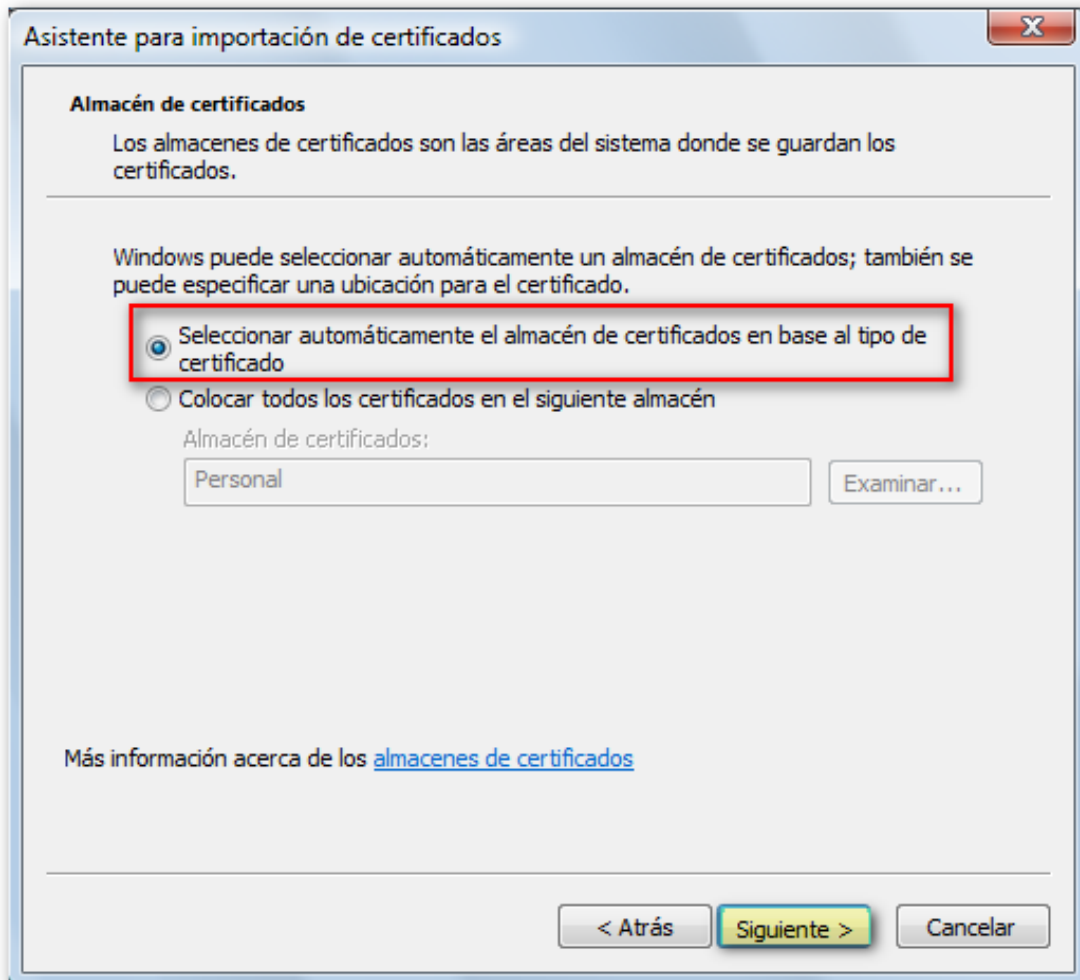 Asistente para importación de certificados
Almacén de certificados
Los almacenes de certificados son las áreas del sistema donde se guardan los
certificados.
Windows puede seleccionar automáticamente un almacén de certificados; también se
puede especificar una ubicación para el certificado.
Seleccionar automáticamente el almacén de certificados en base al tipo de
certificado
Colocar todos los certificados en el siguiente almacén
Almacén de certificados:
Personal
Examinar...
Más información acerca de los almacenes de certificados
< Atrás
Siguiente >
Cancelar